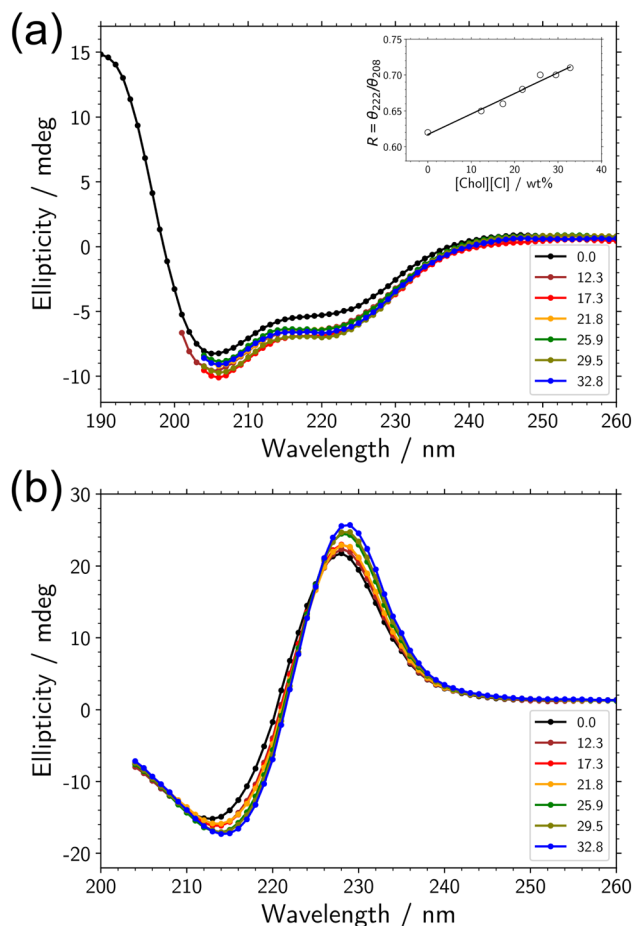 (a)
15
10
5
0
-5
-10
Ellipticity / mdeg
190 200 210 220 230 240 250 260
Wavelength / nm
0.75
0.70
0.65
0.60
R = θ222/θ208
0 10 20 30 40
[Chol][Cl] / wt%
0.0
12.3
17.3
21.8
25.9
29.5
32.8
(b)
30
20
10
0
-10
-20
Ellipticity / mdeg
200 210 220 230 240 250 260
Wavelength / nm
0.0
12.3
17.3
21.8
25.9
29.5
32.8